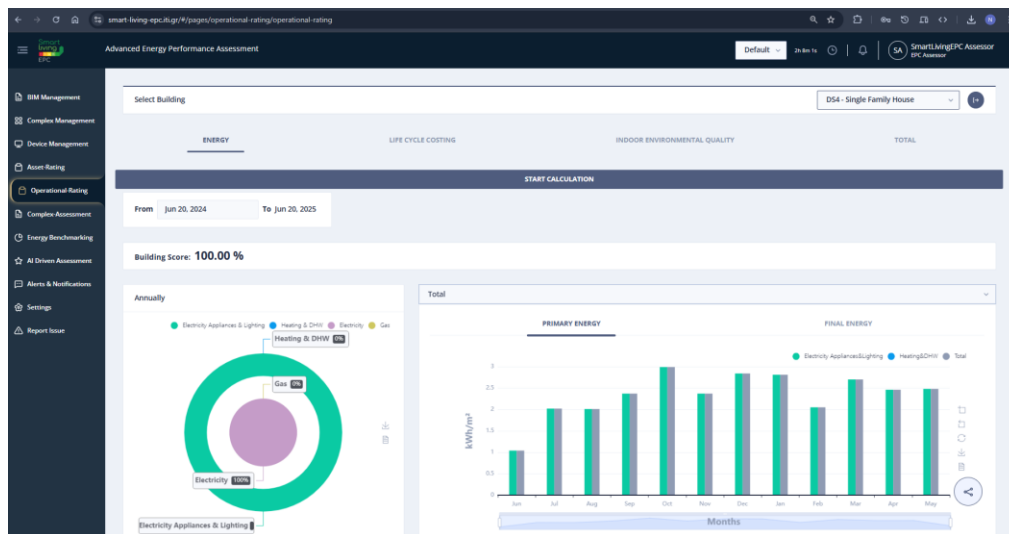 smart-living-epc.iti.gr/#/pages/operational-rating/operational-rating
Smart
living
EPC
Advanced Energy Performance Assessment
Default
2h 8m 1s
SA
SmartLivingEPC Assessor
EPC Assessor
BIM Management
Complex Management
Device Management
Asset-Rating
Operational-Rating
Complex-Assessment
Energy Benchmarking
AI Driven Assessment
Alerts & Notifications
Settings
Report Issue
Select Building
DS4 - Single Family House
ENERGY
LIFE CYCLE COSTING
INDOOR ENVIRONMENTAL QUALITY
TOTAL
START CALCULATION
From Jun 20, 2024 To Jun 20, 2025
Building Score: 100.00 %
Annually
Electricity Appliances & Lighting Heating & DHW Electricity Gas
Heating & DHW 0%
Gas 0%
Electricity 100%
Electricity Appliances & Lighting
Total
PRIMARY ENERGY
FINAL ENERGY
Electricity Appliances&Lighting Heating&DHW Total
kWh/m²
3
2.5
2
1.5
1
0.5
0
Jun Jul Aug Sep Oct Nov Dec Jan Feb Mar Apr May
Months